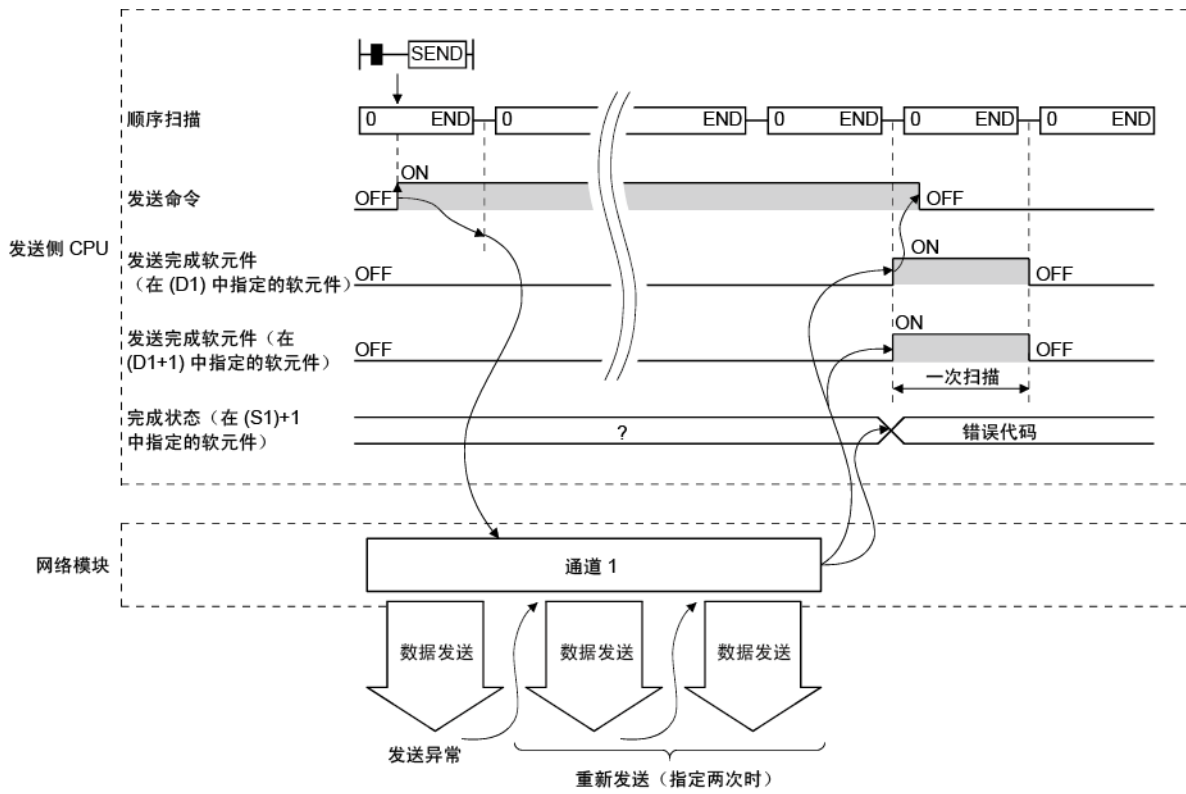 SEND
顺序扫描
0 END 0 END 0 END 0 END 0 END
ON
发送命令
OFF
OFF
发送侧 CPU
ON
发送完成软元件
（在 (D1) 中指定的软元件）
OFF
OFF
ON
发送完成软元件（在
(D1+1) 中指定的软元件）
OFF
OFF
一次扫描
完成状态（在 (S1)+1
中指定的软元件）
?
错误代码
网络模块
通道 1
数据发送 数据发送 数据发送
发送异常
重新发送（指定两次时）